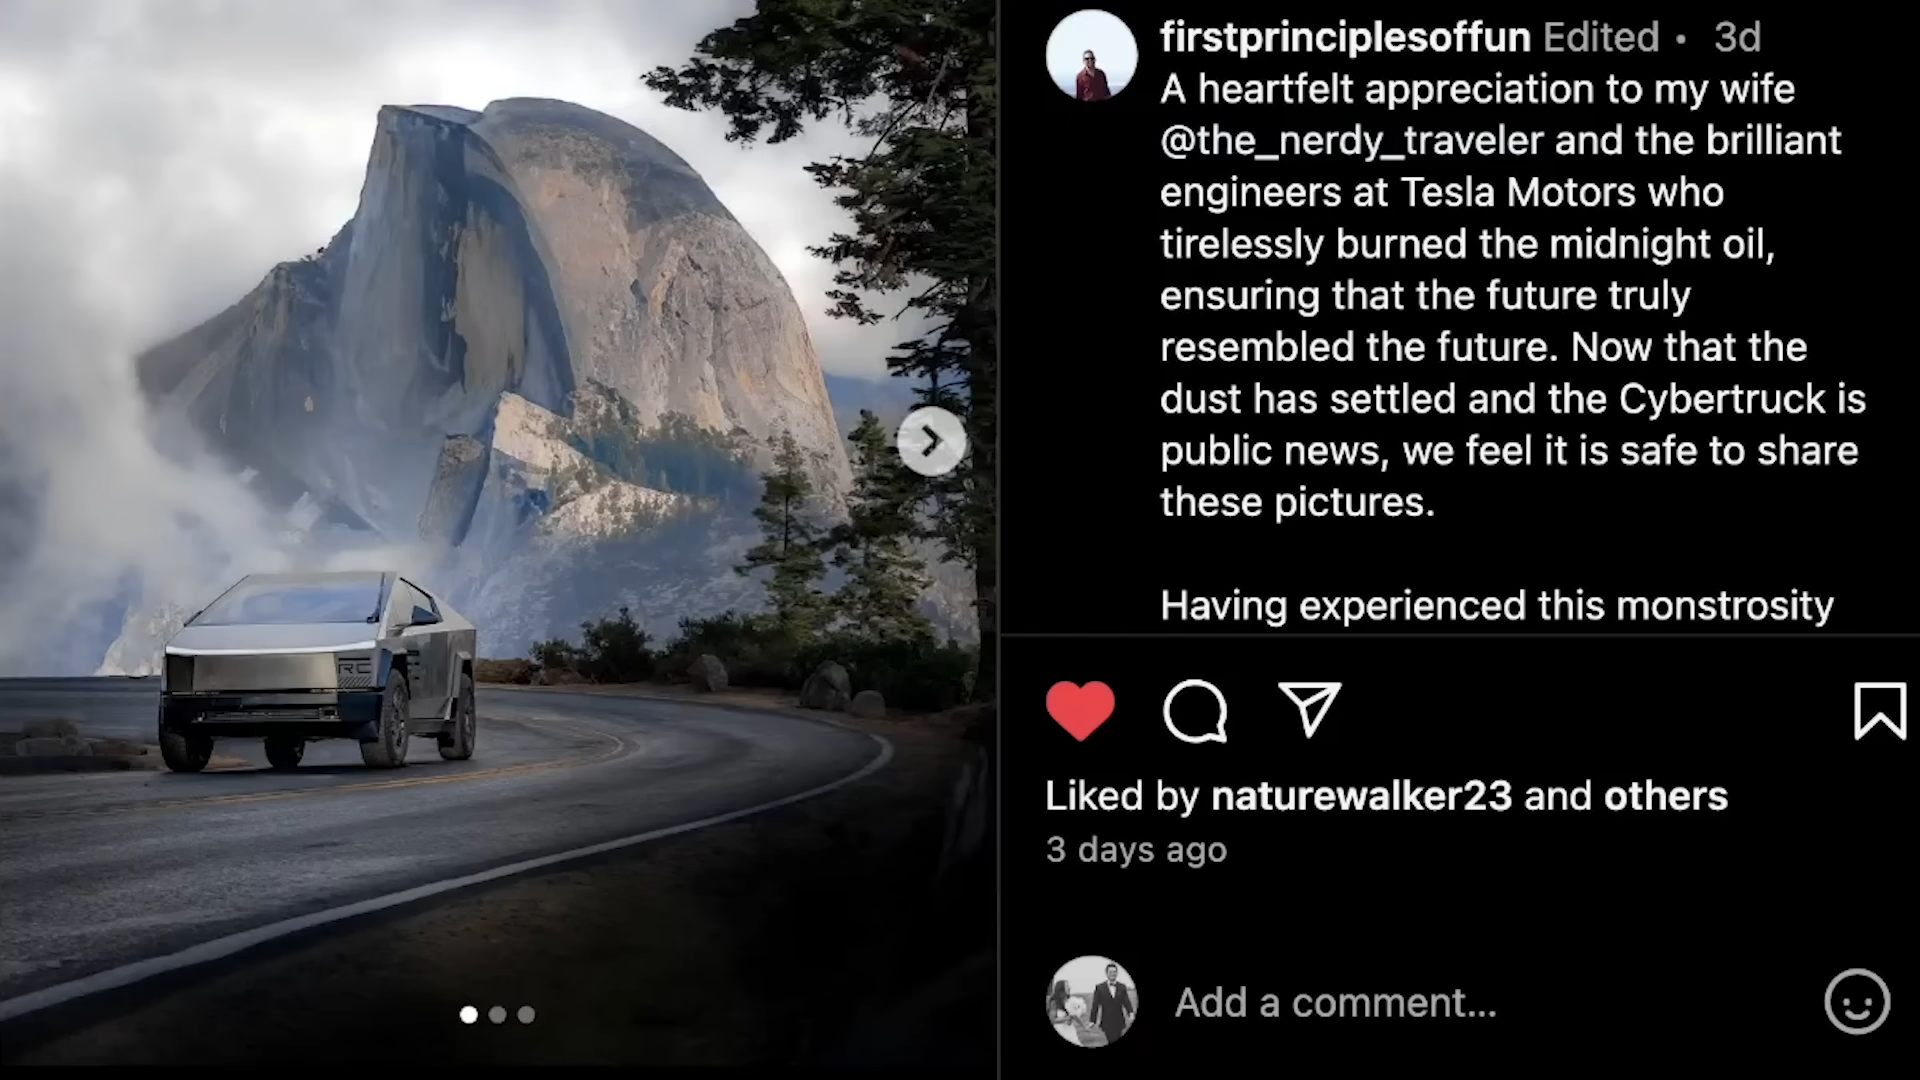 firstprinciplesoffun Edited • 3d
A heartfelt appreciation to my wife
@the_nerdy_traveler and the brilliant
engineers at Tesla Motors who
tirelessly burned the midnight oil,
ensuring that the future truly
resembled the future. Now that the
dust has settled and the Cybertruck is
public news, we feel it is safe to share
these pictures.
Having experienced this monstrosity
RC
Liked by naturewalker23 and others
3 days ago
Add a comment...